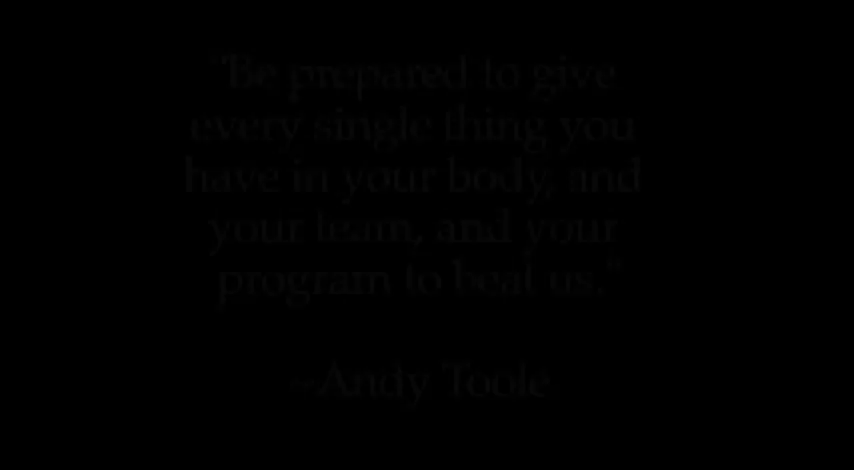 "Be prepared to give
every single thing you
have in your body, and
your team, and your
program to beat us."
~Andy Toole